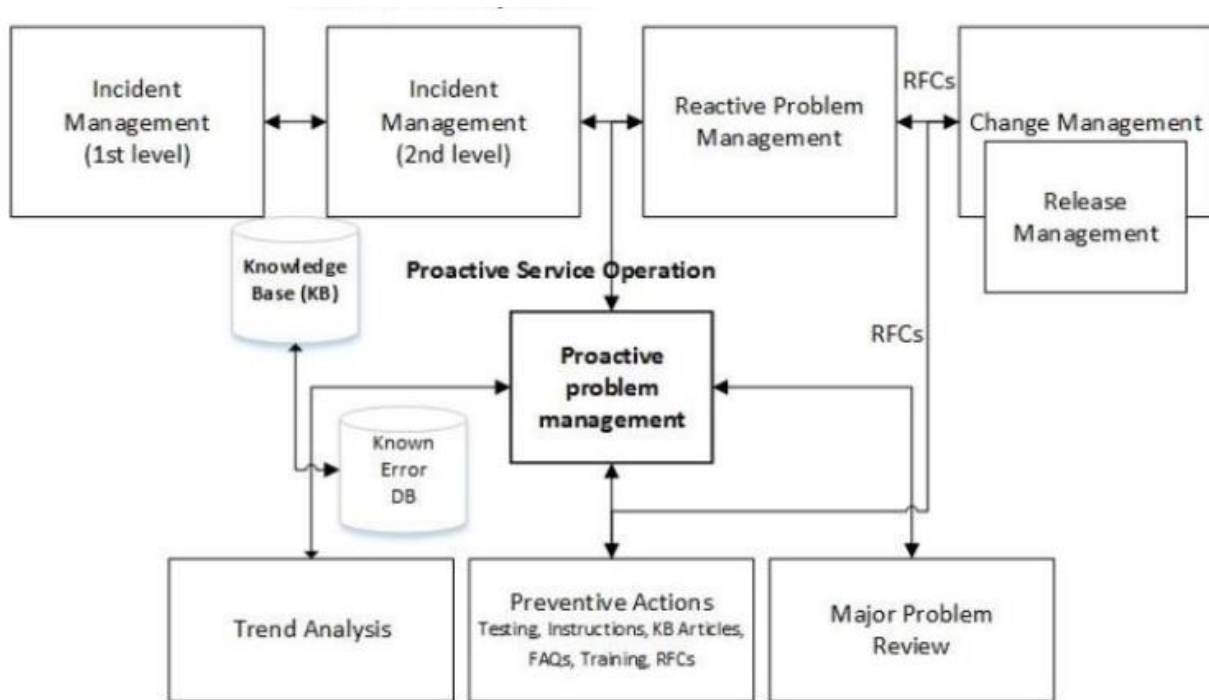 Incident
Management
(1st level)
Incident
Management
(2nd level)
Reactive Problem
Management
RFCs
Change Management
Release
Management
Knowledge
Base (KB)
Proactive Service Operation
RFCs
Proactive
problem
management
Known
Error
DB
Trend Analysis
Preventive Actions
Testing, Instructions, KB Articles,
FAQs, Training, RFCs
Major Problem
Review